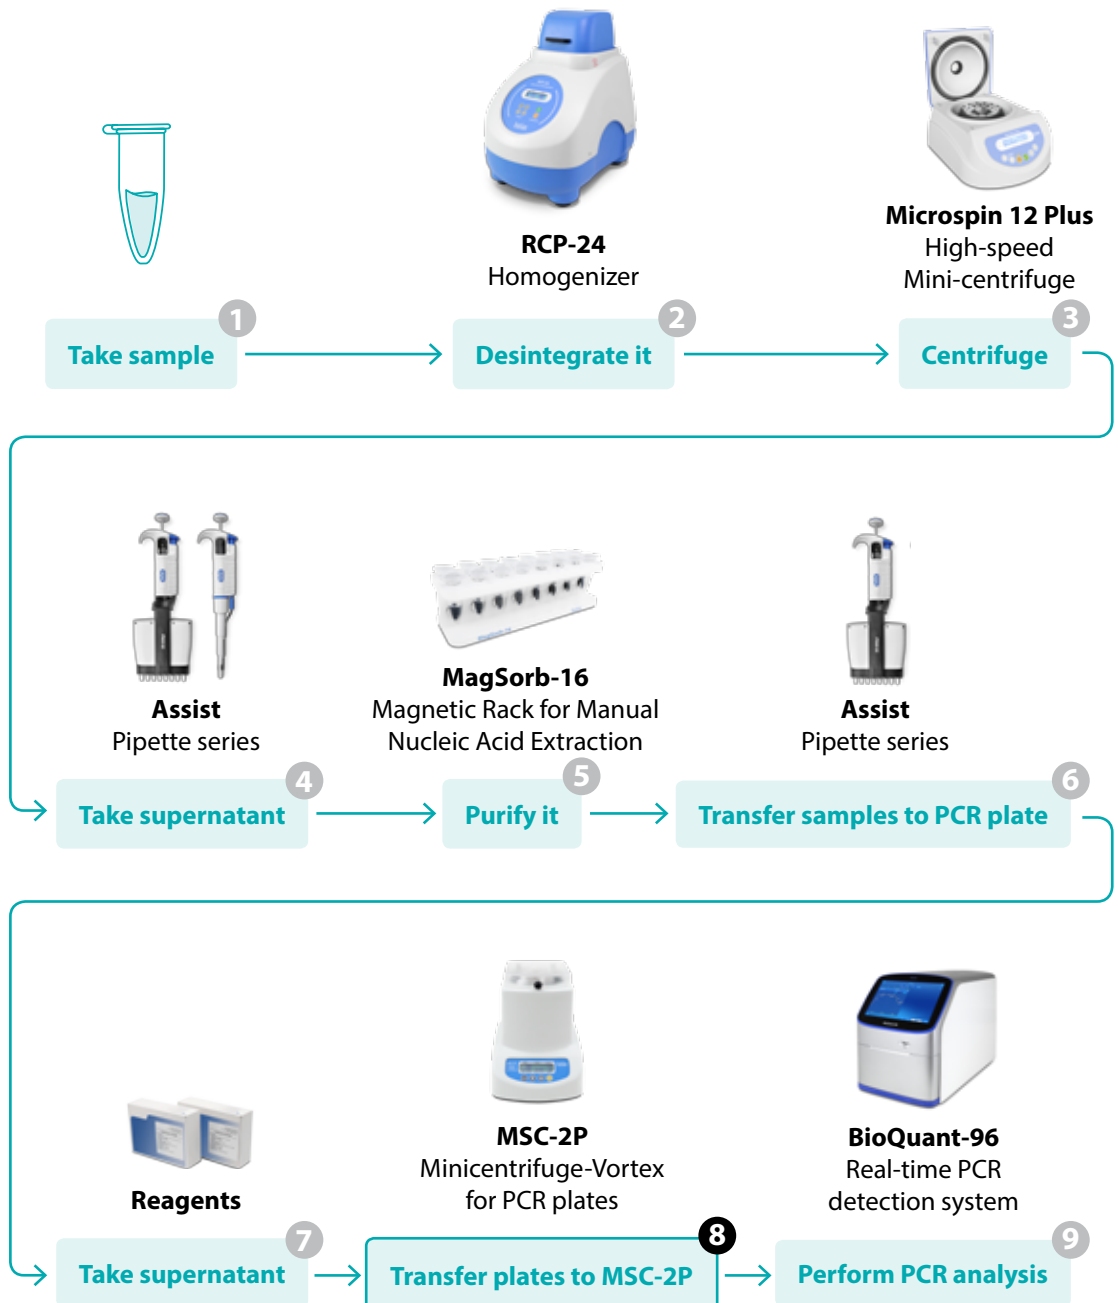 RCP-24
Homogenizer
Microspin 12 Plus
High-speed
Mini-centrifuge
1
Take sample
2
Desintegrate it
3
Centrifuge
Assist
Pipette series
MagSorb-16
Magnetic Rack for Manual
Nucleic Acid Extraction
Assist
Pipette series
4
Take supernatant
5
Purify it
6
Transfer samples to PCR plate
Reagents
MSC-2P
Minicentrifuge-Vortex
for PCR plates
BioQuant-96
Real-time PCR
detection system
7
Take supernatant
8
Transfer plates to MSC-2P
9
Perform PCR analysis